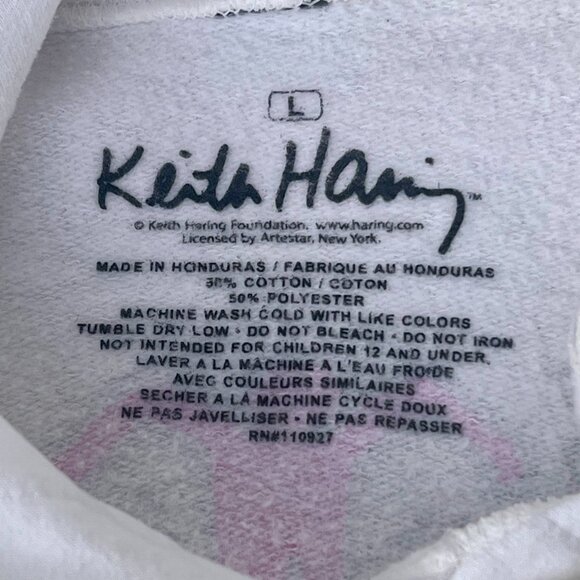 L
Keith Haring™
© Keith Haring Foundation. www.haring.com
Licensed by Artestar, New York.
MADE IN HONDURAS / FABRIQUE AU HONDURAS
50% COTTON / COTON
50% POLYESTER
MACHINE WASH COLD WITH LIKE COLORS
TUMBLE DRY LOW • DO NOT BLEACH • DO NOT IRON
NOT INTENDED FOR CHILDREN 12 AND UNDER.
LAVER A LA MACHINE A L'EAU FROIDE
AVEC COULEURS SIMILAIRES
SECHER A LA MACHINE CYCLE DOUX
NE PAS JAVELLISER • NE PAS REPASSER
RN#110927